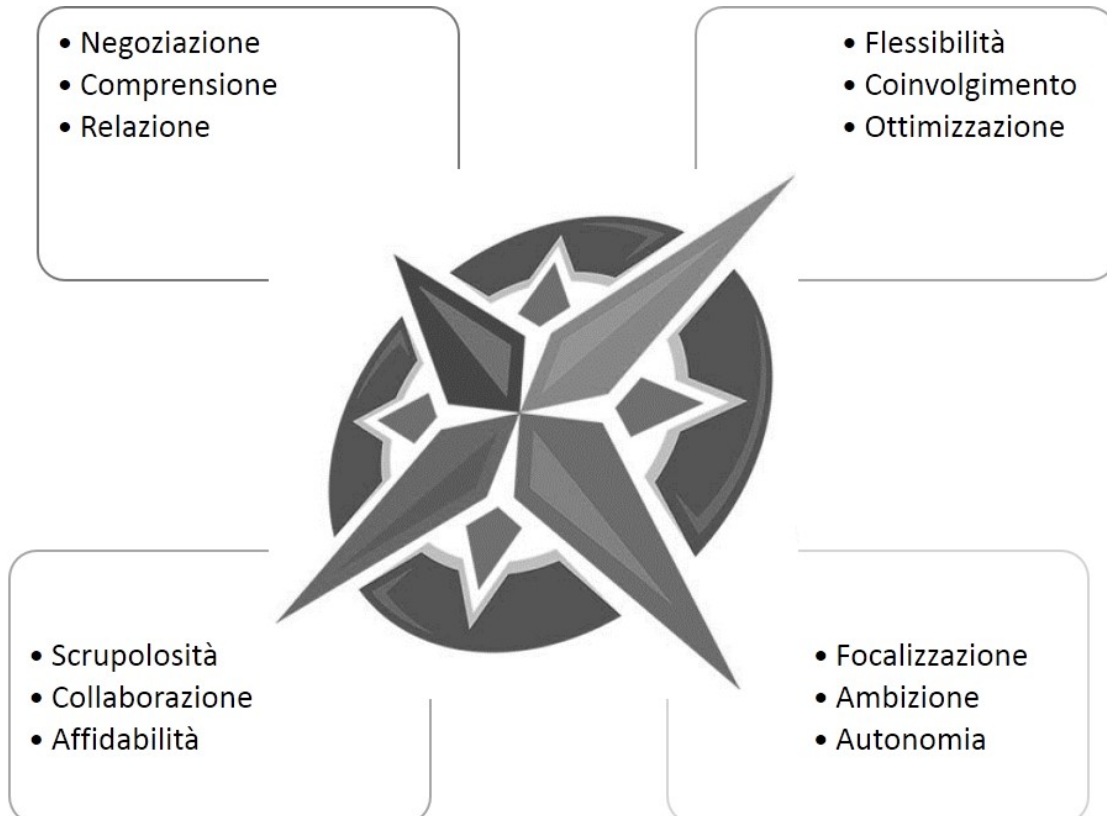 • Negoziazione
• Comprensione
• Relazione
• Flessibilità
• Coinvolgimento
• Ottimizzazione
• Scrupolosità
• Collaborazione
• Affidabilità
• Focalizzazione
• Ambizione
• Autonomia